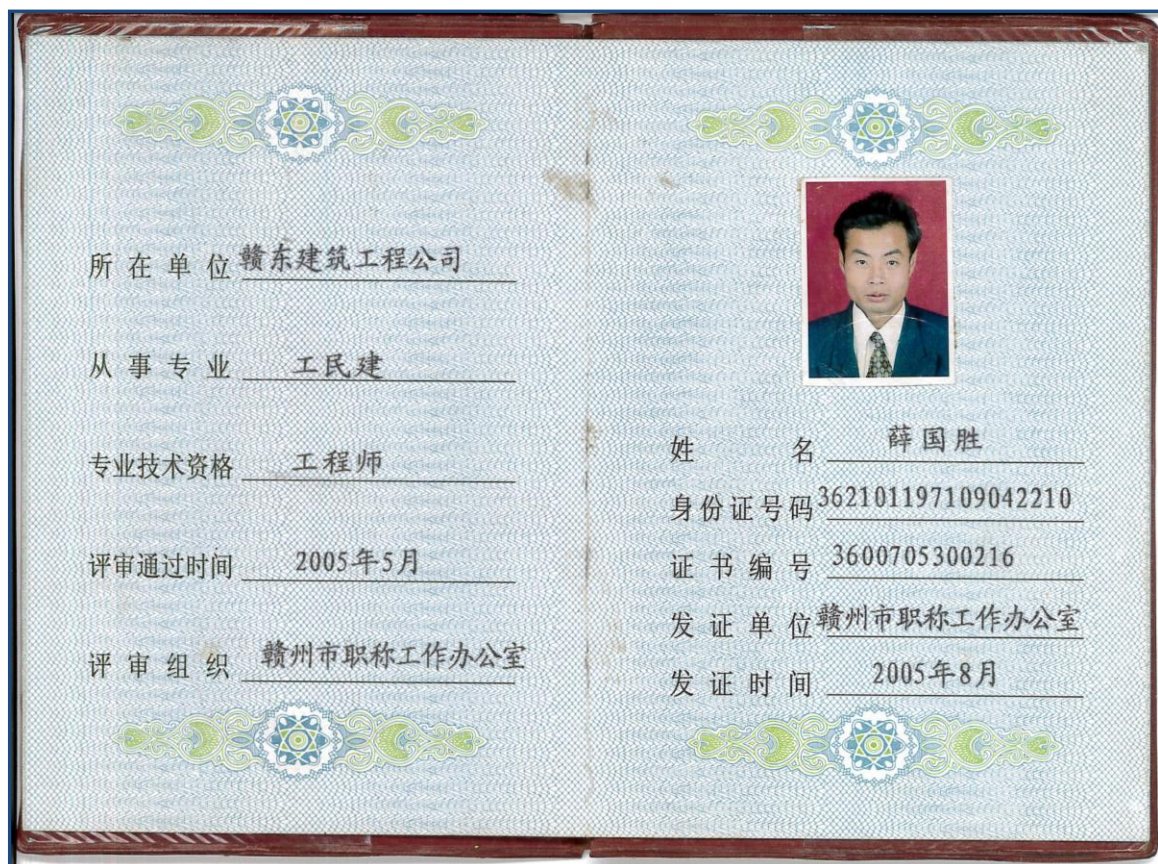 所在单位 赣东建筑工程公司
从事专业 工民建
专业技术资格 工程师
评审通过时间 2005年5月
评审组织 赣州市职称工作办公室
姓名 薛国胜
身份证号码 362101197109042210
证书编号 3600705300216
发证单位 赣州市职称工作办公室
发证时间 2005年8月